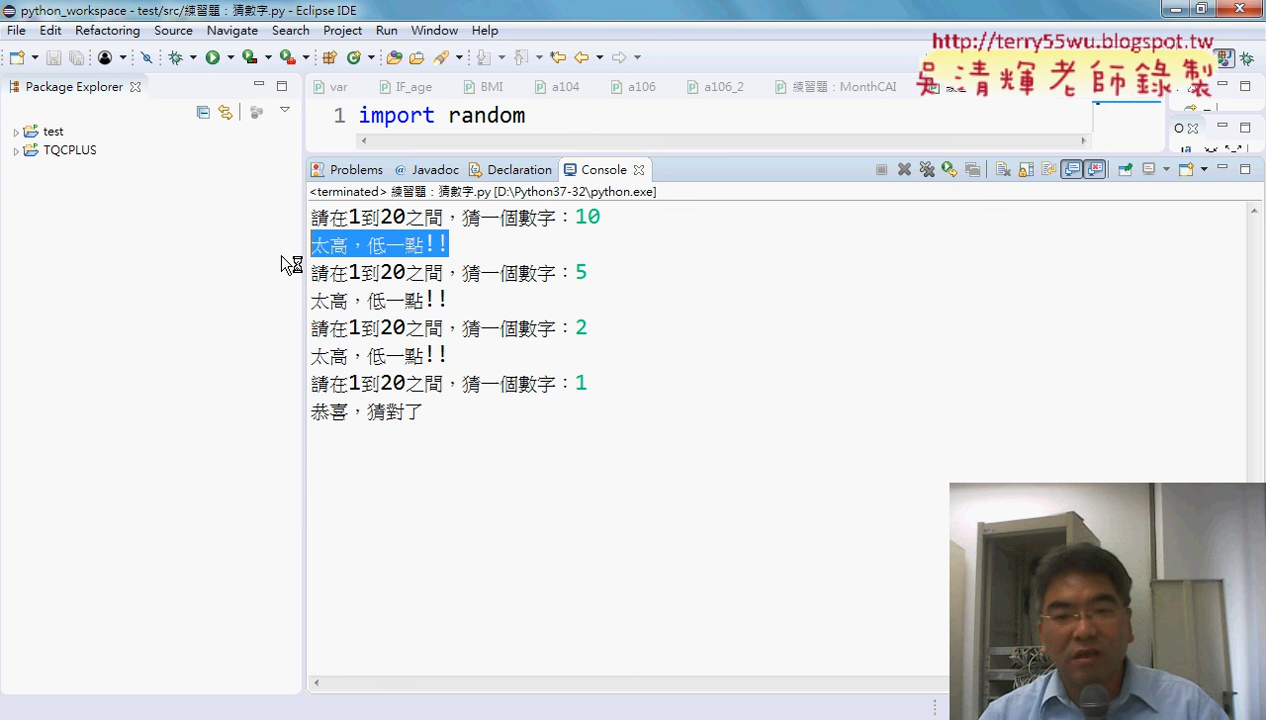 python_workspace - test/src/練習題：猜數字.py - Eclipse IDE
File Edit Refactoring Source Navigate Search Project Run Window Help
http://terry55wu.blogspot.tw
吳清輝老師錄製
Package Explorer
var IF_age BMI a104 a106 a106_2 練習題：MonthCAl
1 import random
test
TQCPLUS
Problems Javadoc Declaration Console
<terminated> 練習題：猜數字.py [D:\Python37-32\python.exe]
請在1到20之間，猜一個數字：10
太高，低一點!!
請在1到20之間，猜一個數字：5
太高，低一點!!
請在1到20之間，猜一個數字：2
太高，低一點!!
請在1到20之間，猜一個數字：1
恭喜，猜對了